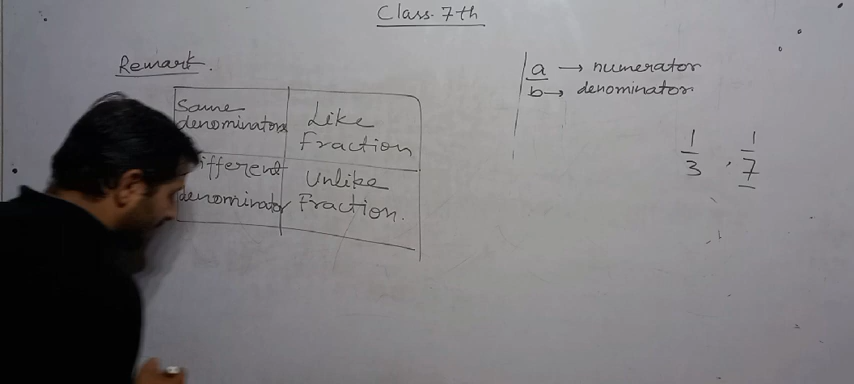 Class 7th
Remark.
Same denominator
Like Fraction
ifferent denominator
Unlike Fraction.
a → numerator
b → denominator
1/3 , 1/7